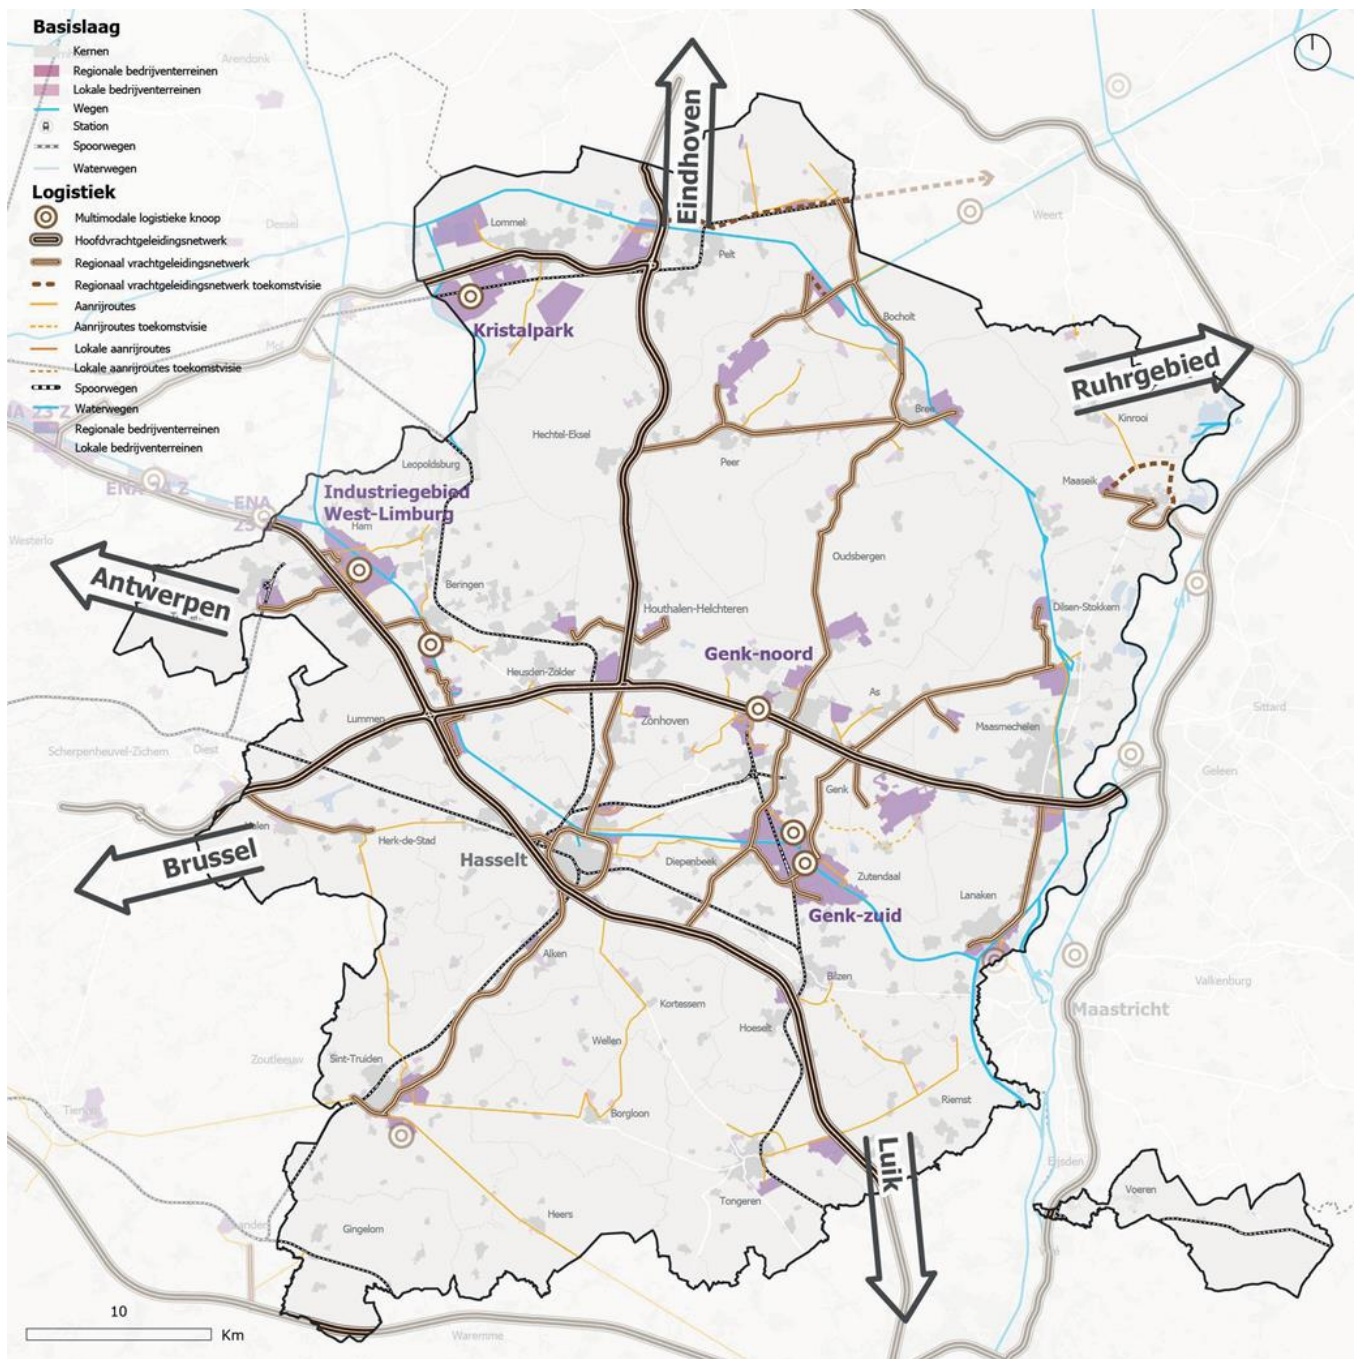 Basislaag
Kernen
Regionale bedrijventerreinen
Lokale bedrijventerreinen
Wegen
Station
Spoorwegen
Waterwegen
Logistiek
Multimodale logistieke knoop
Hoofdvrachtgeleidingsnetwerk
Regionaal vrachtgeleidingsnetwerk
Regionaal vrachtgeleidingsnetwerk toekomstvisie
Aanrijroutes
Aanrijroutes toekomstvisie
Lokale aanrijroutes
Lokale aanrijroutes toekomstvisie
Spoorwegen
Waterwegen
Regionale bedrijventerreinen
Lokale bedrijventerreinen
Arendonk
Dessel
Mol
Eindhoven
Lommel
Pelt
Weert
Kristalpark
Bocholt
Ruhrgebied
Kinrooi
Bree
Hechtel-Eksel
Peer
Leopoldsburg
Maaseik
Industriegebied
West-Limburg
ENA
Ham
Westerlo
Antwerpen
Beringen
Oudsbergen
Houthalen-Helchteren
Dilsen-Stokkem
Genk-noord
Heusden-Zolder
As
Lummen
Zonhoven
Maasmechelen
Sittard
Scherpenheuvel-Zichem
Diest
Geleen
Genk
Halen
Herk-de-Stad
Brussel
Hasselt
Diepenbeek
Zutendaal
Lanaken
Genk-zuid
Alken
Bilzen
Valkenburg
Kortessem
Maastricht
Hoeselt
Wellen
Zoutleeuw
Sint-Truiden
Riemst
Borgloon
Luik
Eijsden
Voeren
Tongeren
Heers
Gingelom
10
Km
Waremme